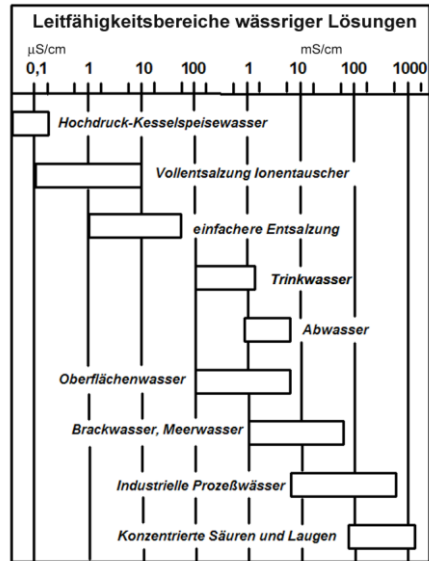 Leitfähigkeitsbereiche wässriger Lösungen
µS/cm mS/cm
0,1 1 10 100 1 10 100 1000
Hochdruck-Kesselspeisewasser
Vollentsalzung Ionentauscher
einfachere Entsalzung
Trinkwasser
Abwasser
Oberflächenwasser
Brackwasser, Meerwasser
Industrielle Prozeßwässer
Konzentrierte Säuren und Laugen